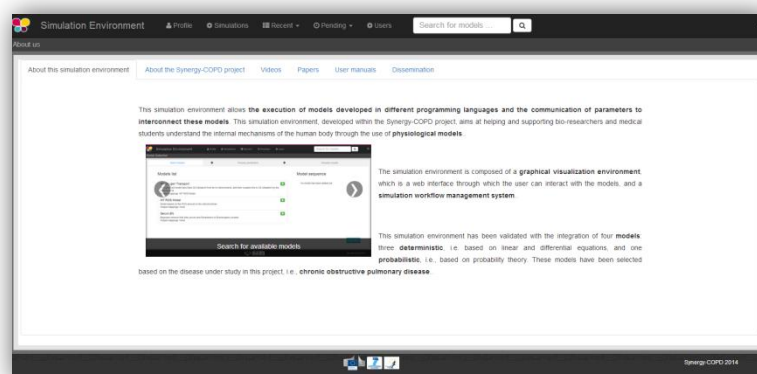 Simulation Environment Profile Simulations Recent Pending Users Search for models ...
About us
About this simulation environment About the Synergy-COPD project Videos Papers User manuals Dissemination
This simulation environment allows the execution of models developed in different programming languages and the communication of parameters to
interconnect these models. This simulation environment, developed within the Synergy-COPD project, aims at helping and supporting bio-researchers and medical
students understand the internal mechanisms of the human body through the use of physiological models.
Models list Model sequence
Search for available models
The simulation environment is composed of a graphical visualization environment,
which is a web interface through which the user can interact with the models, and a
simulation workflow management system.
This simulation environment has been validated with the integration of four models:
three deterministic, i.e. based on linear and differential equations, and one
probabilistic, i.e., based on probability theory. These models have been selected
based on the disease under study in this project, i.e., chronic obstructive pulmonary disease.
Synergy-COPD 2014